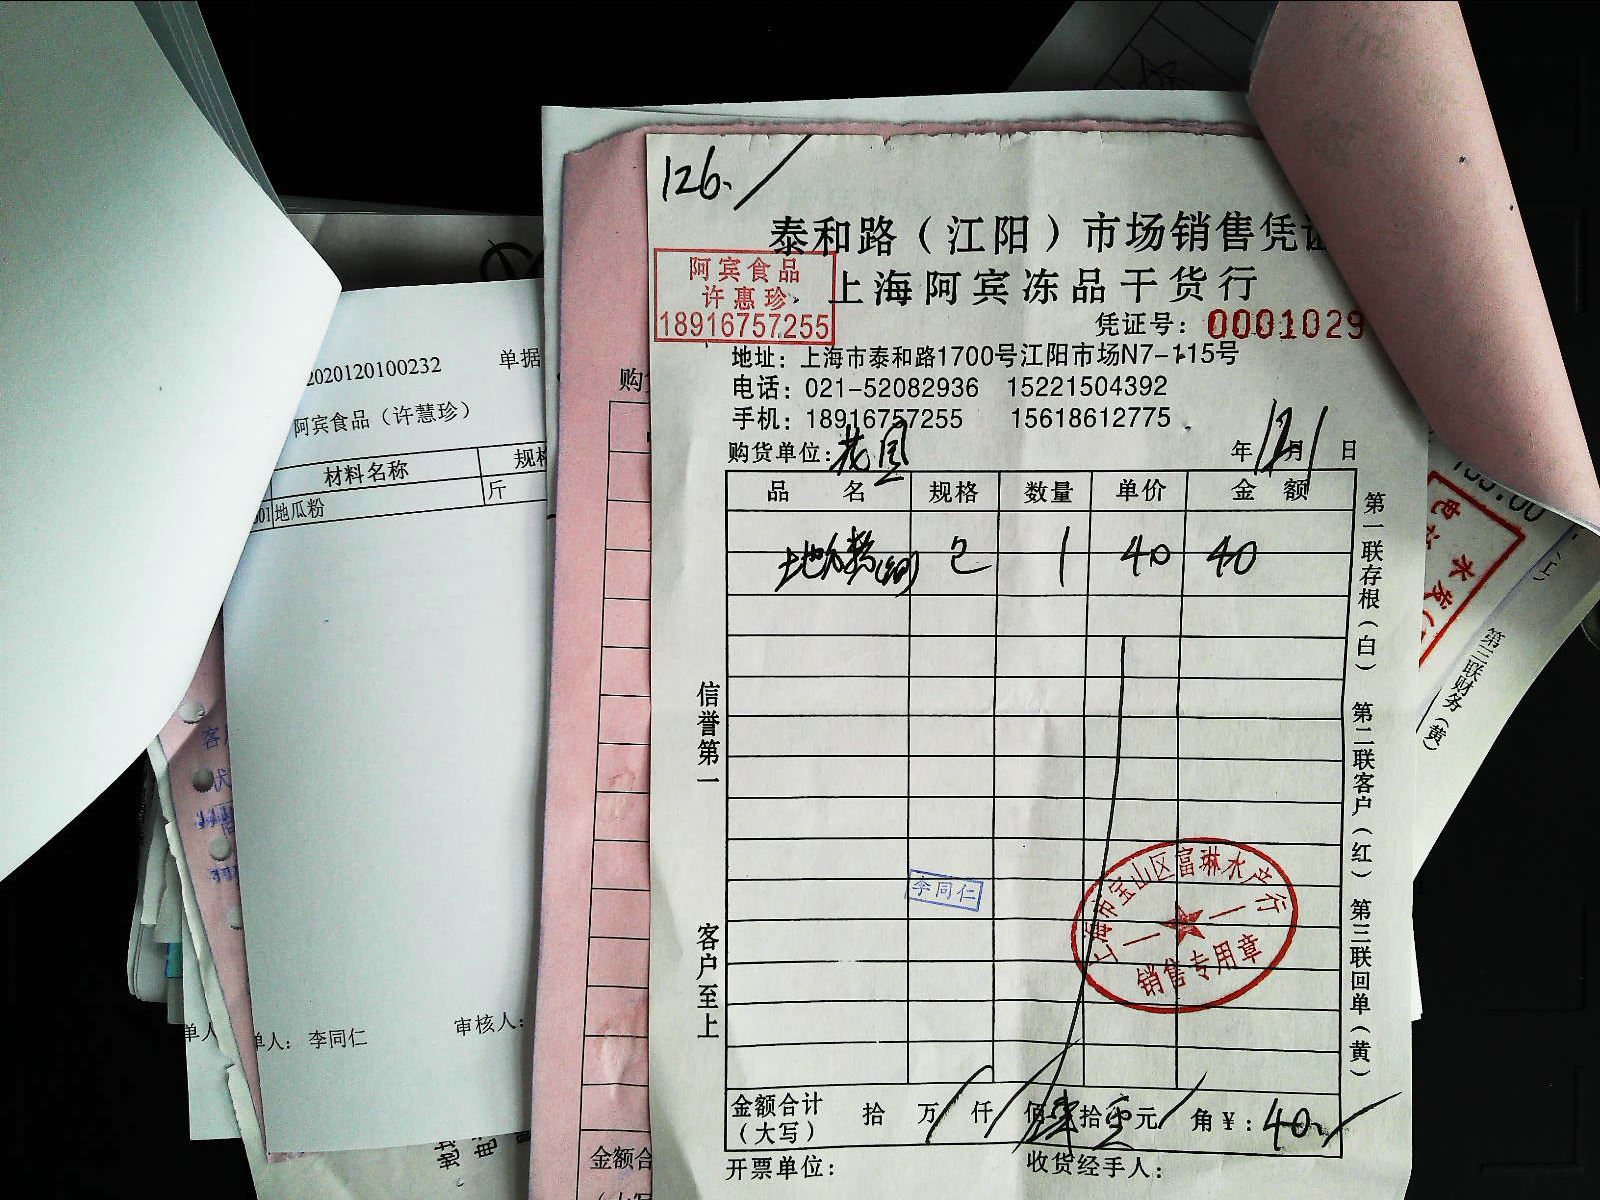 126.
泰和路（江阳）市场销售凭证
阿宾食品
许惠珍
18916757255
上海阿宾冻品干货行
凭证号：0001029
地址：上海市泰和路1700号江阳市场N7-115号
电话：021-52082936 15221504392
手机：18916757255 15618612775
购货单位： 年12月1日
品名 规格 数量 单价 金额
地瓜粉 包 1 40 40
信誉第一
客户至上
第一联存根（白） 第二联客户（红） 第三联回单（黄）
李同仁
上海市宝山区富琳水产行
销售专用章
金额合计（大写） 拾 万 仟 佰 肆拾零元 角 ¥：40.
开票单位： 收货经手人：
2020120100232 单据
阿宾食品（许慧珍）
材料名称 规格
01 地瓜粉 斤
单人：李同仁 审核人：
单人
购
金额合
第三联财务（黄）